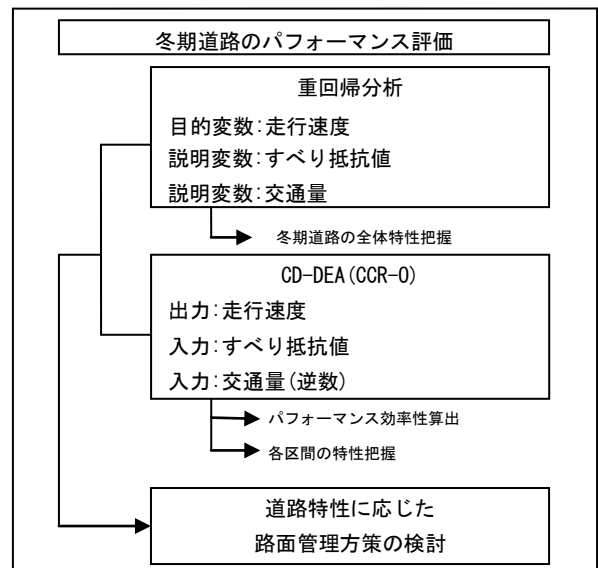 冬期道路のパフォーマンス評価
重回帰分析
目的変数:走行速度
説明変数:すべり抵抗値
説明変数:交通量
冬期道路の全体特性把握
CD-DEA(CCR-O)
出力:走行速度
入力:すべり抵抗値
入力:交通量(逆数)
パフォーマンス効率性算出
各区間の特性把握
道路特性に応じた
路面管理方策の検討